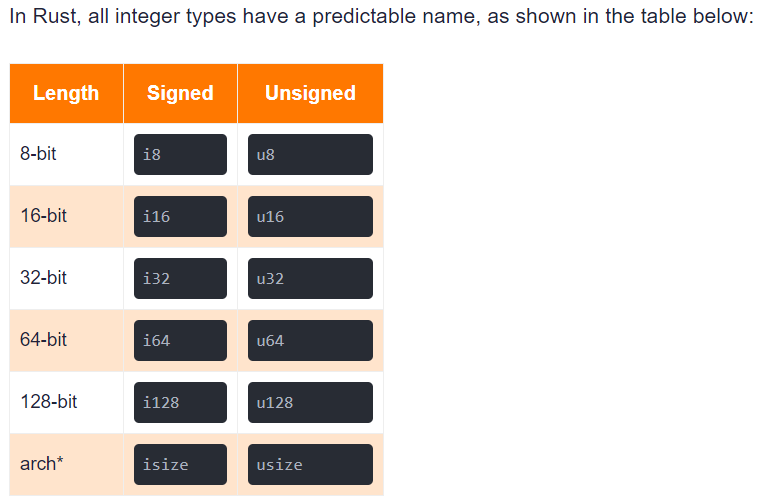 In Rust, all integer types have a predictable name, as shown in the table below:
Length Signed Unsigned
8-bit i8 u8
16-bit i16 u16
32-bit i32 u32
64-bit i64 u64
128-bit i128 u128
arch* isize usize